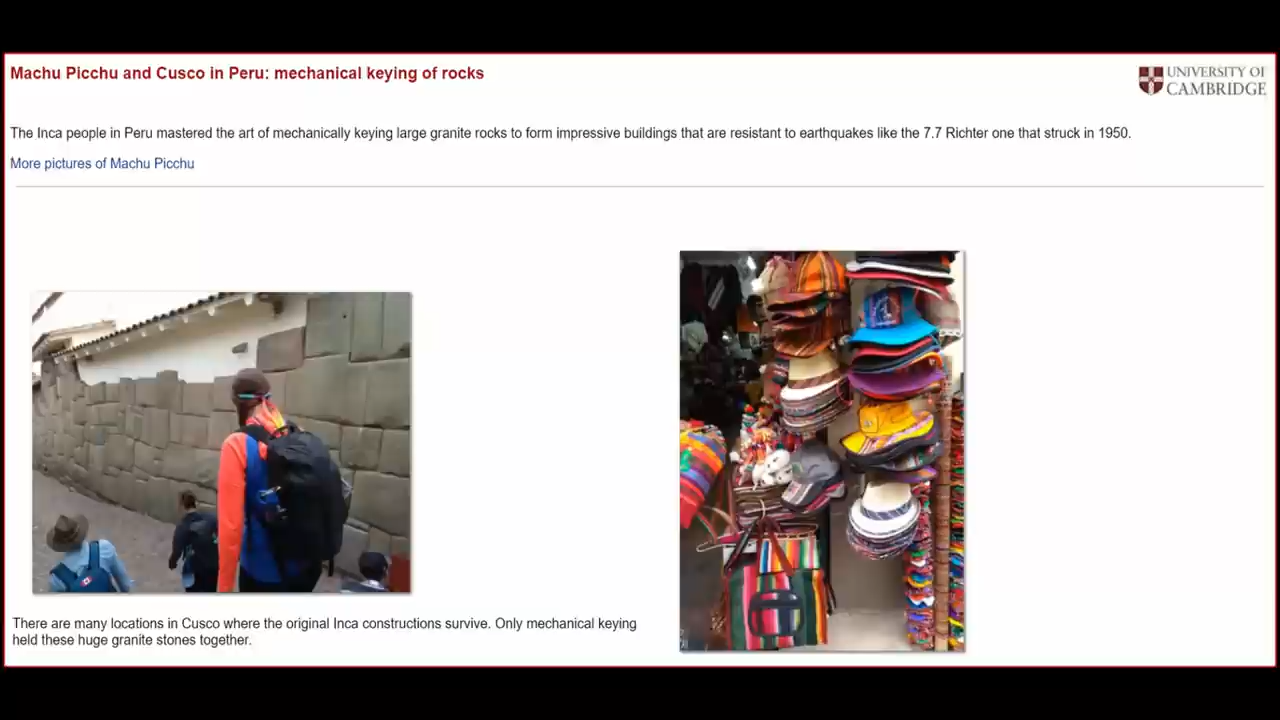 Machu Picchu and Cusco in Peru: mechanical keying of rocks
UNIVERSITY OF
CAMBRIDGE
The Inca people in Peru mastered the art of mechanically keying large granite rocks to form impressive buildings that are resistant to earthquakes like the 7.7 Richter one that struck in 1950.
More pictures of Machu Picchu
There are many locations in Cusco where the original Inca constructions survive. Only mechanical keying
held these huge granite stones together.